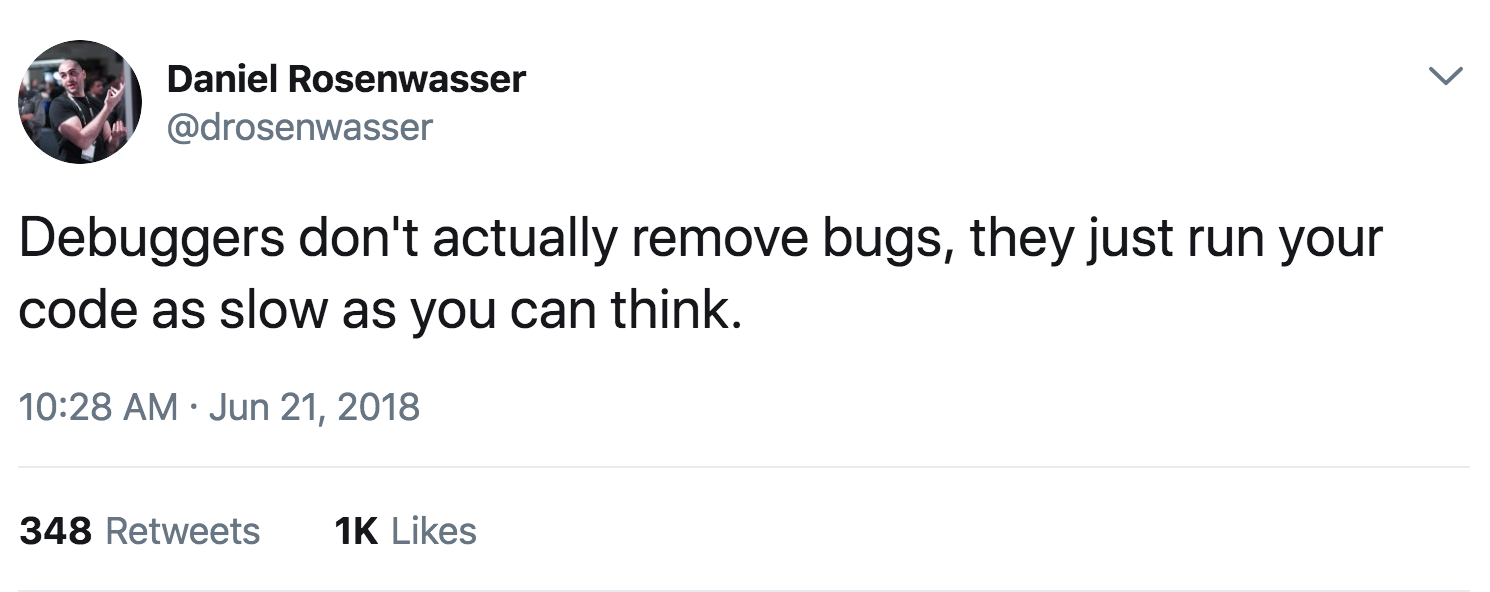 Daniel Rosenwasser
@drosenwasser
Debuggers don't actually remove bugs, they just run your
code as slow as you can think.
10:28 AM · Jun 21, 2018
348 Retweets 1K Likes